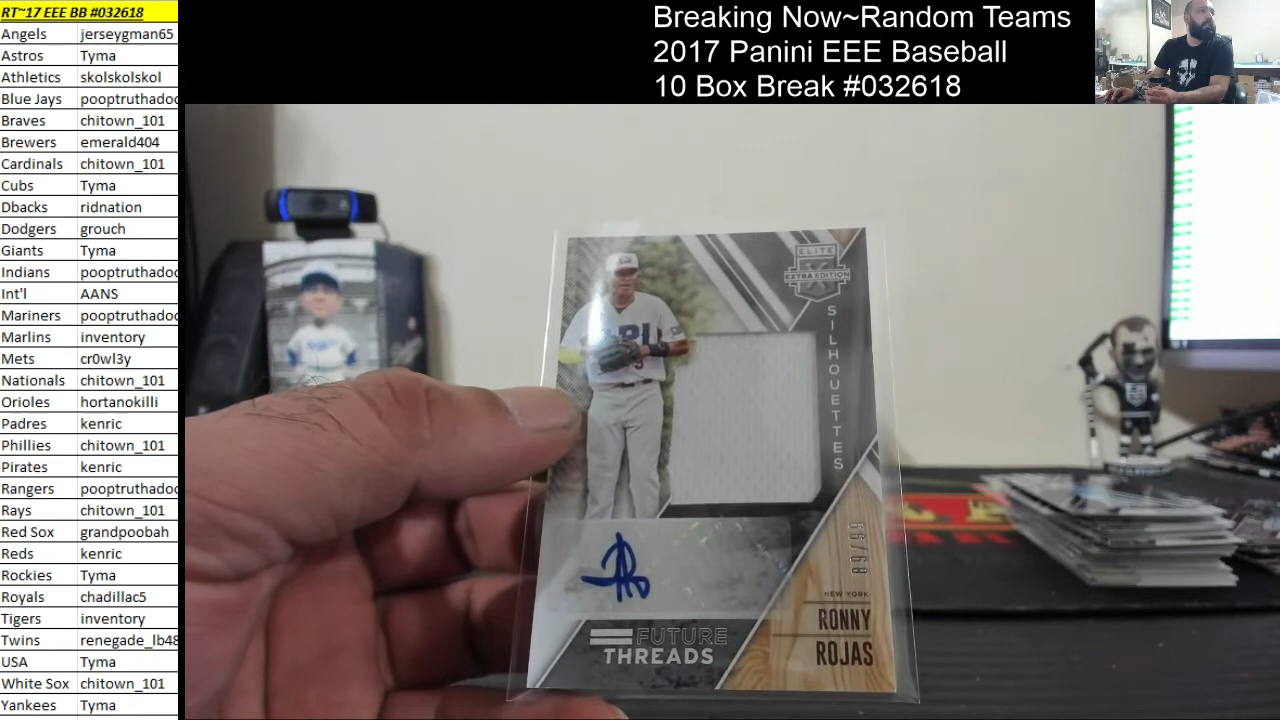 RT~17 EEE BB #032618
Angels jerseygman65
Astros Tyma
Athletics skolskolskol
Blue Jays pooptruthadoc
Braves chitown_101
Brewers emerald404
Cardinals chitown_101
Cubs Tyma
Dbacks ridnation
Dodgers grouch
Giants Tyma
Indians pooptruthadoc
Int'l AANS
Mariners pooptruthadoc
Marlins inventory
Mets cr0wl3y
Nationals chitown_101
Orioles hortanokilli
Padres kenric
Phillies chitown_101
Pirates kenric
Rangers pooptruthadoc
Rays chitown_101
Red Sox grandpoobah
Reds kenric
Rockies Tyma
Royals chadillac5
Tigers inventory
Twins renegade_lb48
USA Tyma
White Sox chitown_101
Yankees Tyma
Breaking Now~Random Teams
2017 Panini EEE Baseball
10 Box Break #032618
ELITE
EXTRA EDITION
SILHOUETTES
NEW YORK
RONNY
ROJAS
FUTURE
THREADS